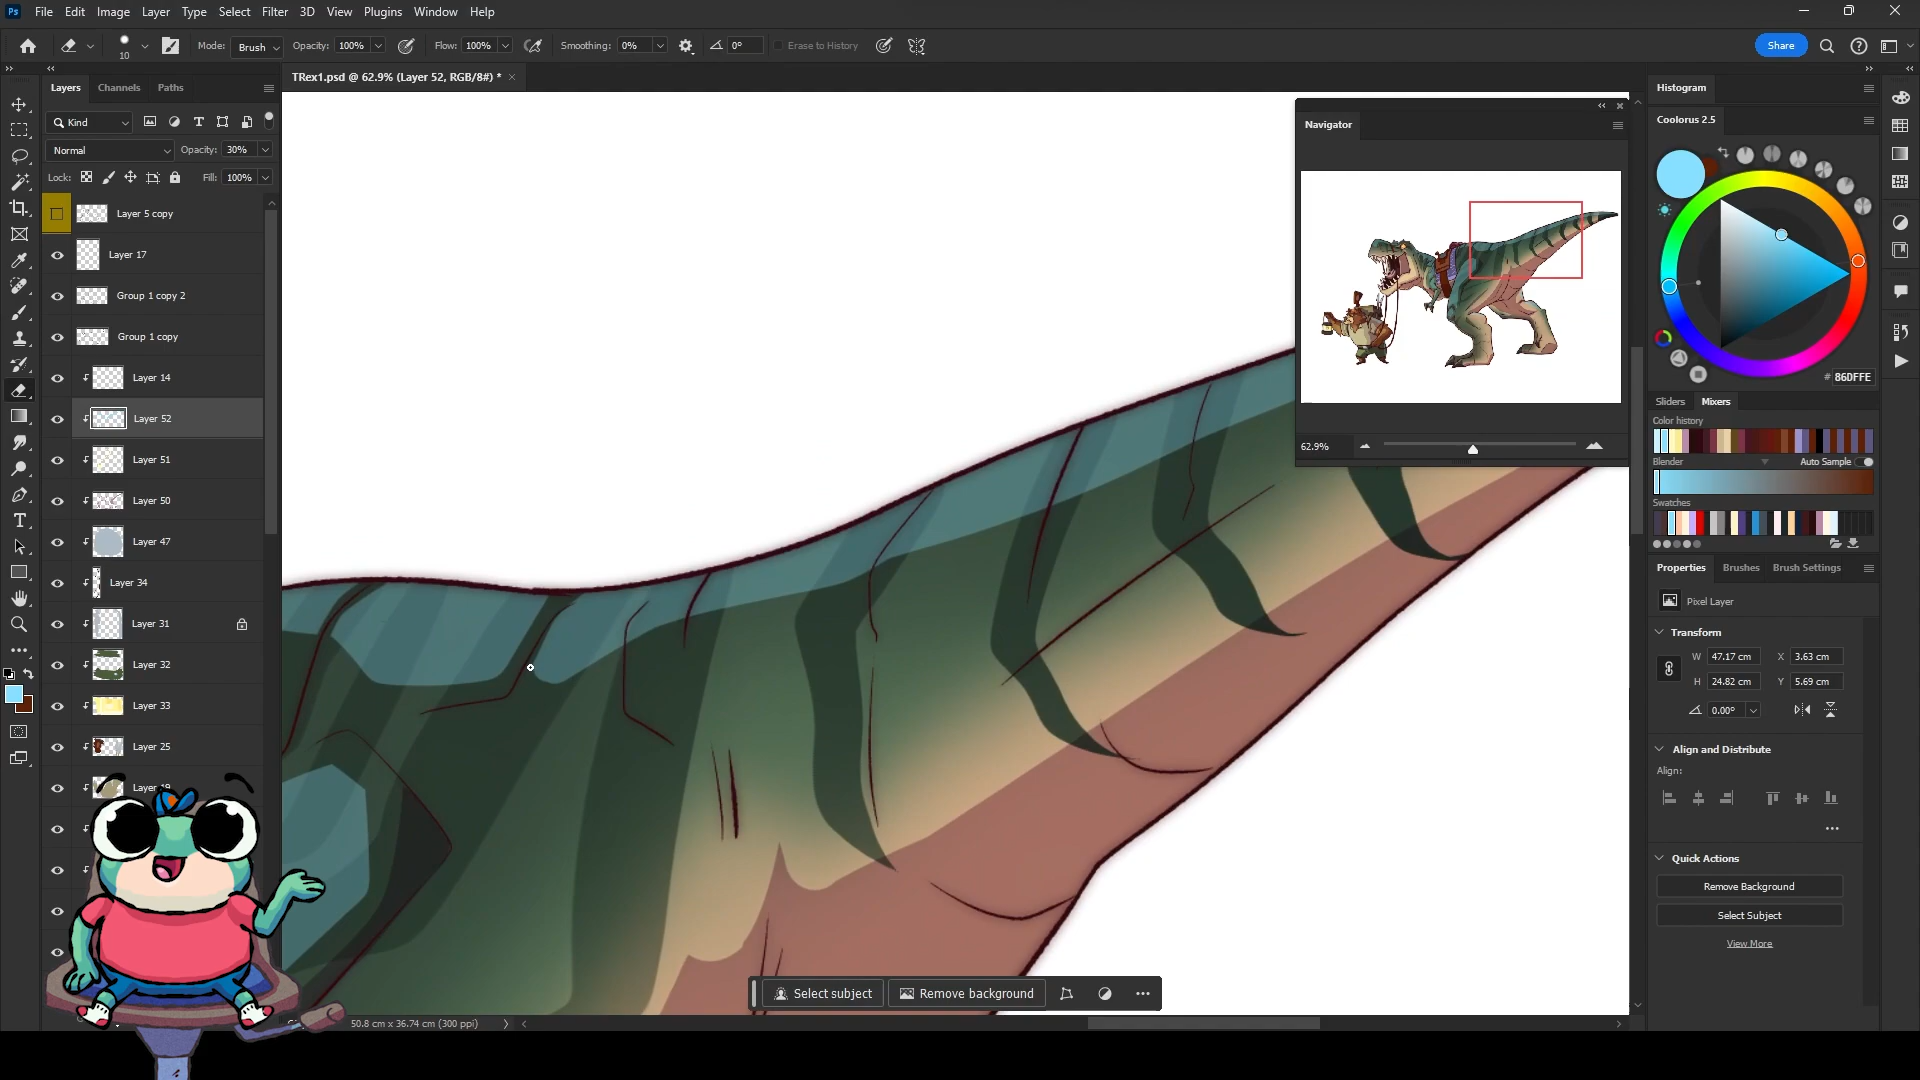 Ps File Edit Image Layer Type Select Filter 3D View Plugins Window Help
10 Mode: Brush Opacity: 100% Flow: 100% Smoothing: 0% 0° Erase to History Share
TRex1.psd @ 62.9% (Layer 52, RGB/8#) *
Layers Channels Paths
Kind
Normal Opacity: 30%
Lock: Fill: 100%
Layer 5 copy
Layer 17
Group 1 copy 2
Group 1 copy
Layer 14
Layer 52
Layer 51
Layer 50
Layer 47
Layer 34
Layer 31
Layer 32
Layer 33
Layer 25
Navigator
62.9%
Select subject Remove background
50.8 cm x 36.74 cm (300 ppi)
Histogram
Coolorus 2.5
# 86DFFE
Sliders Mixers
Color history
Blender Auto Sample
Swatches
Properties Brushes Brush Settings
Pixel Layer
Transform
W 47.17 cm X 3.63 cm
H 24.82 cm Y 5.69 cm
0.00°
Align and Distribute
Align:
Quick Actions
Remove Background
Select Subject
View More